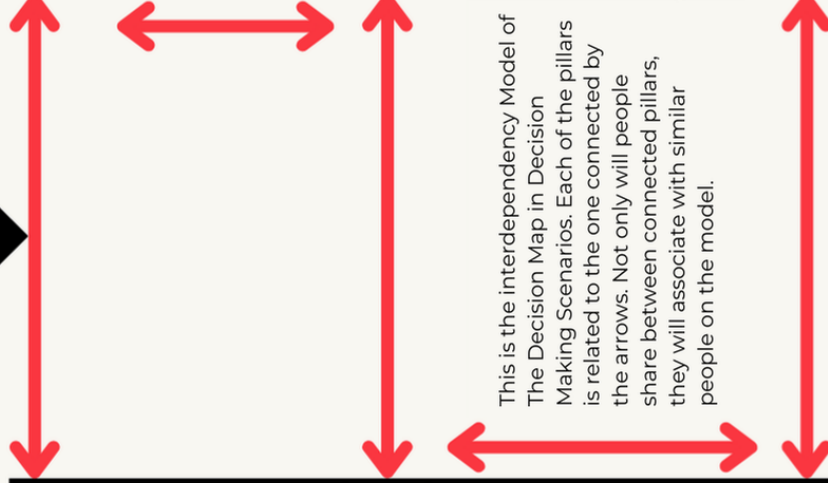 This is the interdependency Model of
The Decision Map in Decision
Making Scenarios. Each of the pillars
is related to the one connected by
the arrows. Not only will people
share between connected pillars,
they will associate with similar
people on the model.